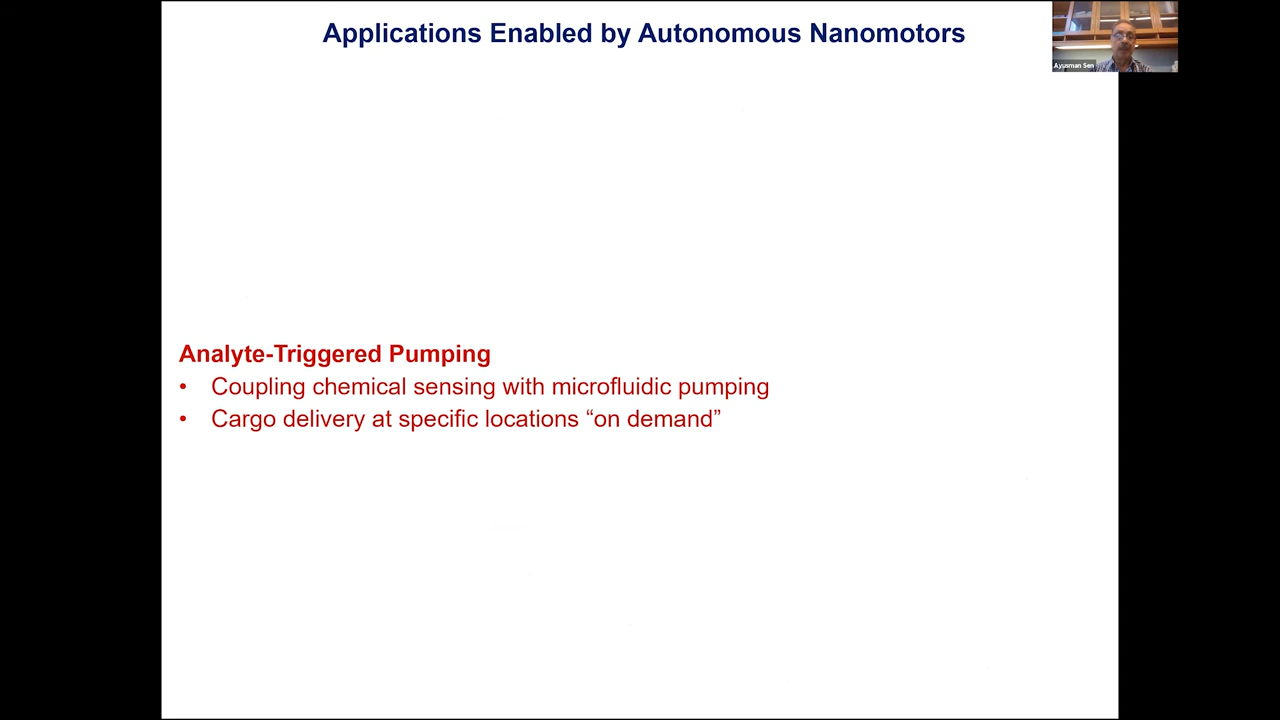 Applications Enabled by Autonomous Nanomotors
Ayusman Sen
Analyte-Triggered Pumping
• Coupling chemical sensing with microfluidic pumping
• Cargo delivery at specific locations “on demand”